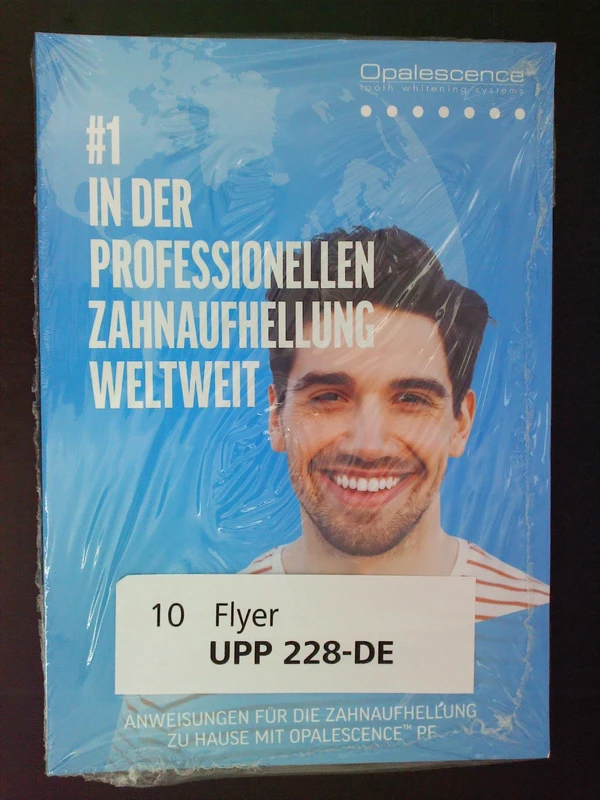 Opalescence®
tooth whitening systems
#1
IN DER
PROFESSIONELLEN
ZAHNAUFHELLUNG
WELTWEIT
10 Flyer
UPP 228-DE
ANWEISUNGEN FÜR DIE ZAHNAUFHELLUNG
ZU HAUSE MIT OPALESCENCE™ PF